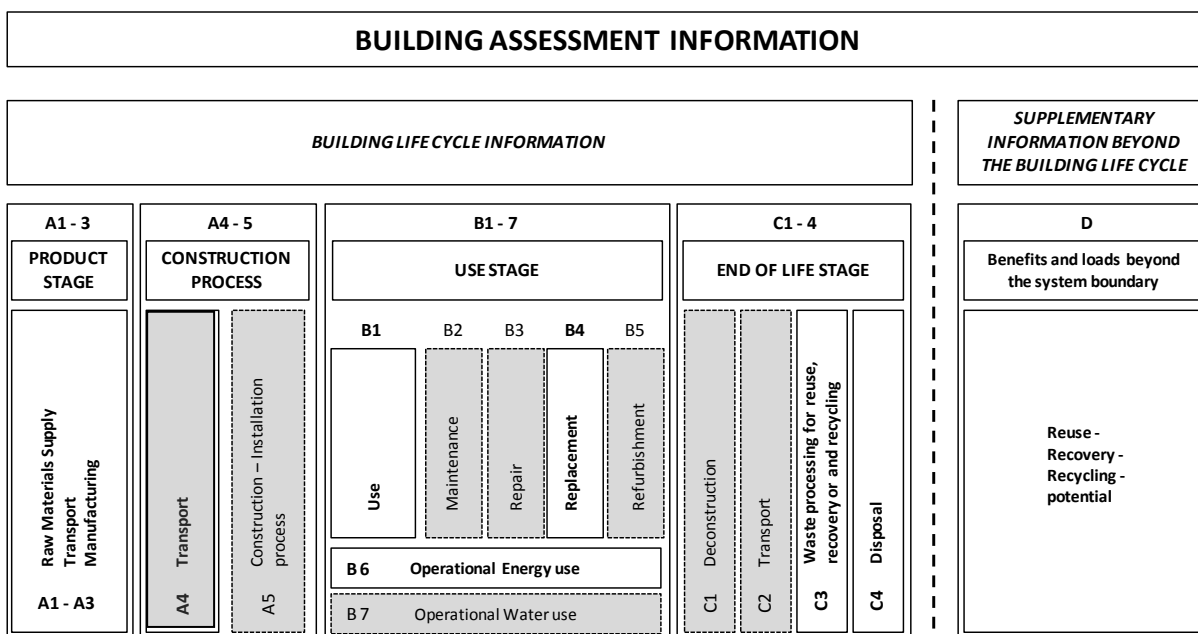 BUILDING ASSESSMENT INFORMATION
BUILDING LIFE CYCLE INFORMATION
SUPPLEMENTARY
INFORMATION BEYOND
THE BUILDING LIFE CYCLE
A1 - 3
PRODUCT
STAGE
Raw Materials Supply
Transport
Manufacturing
A1 - A3
A4 - 5
CONSTRUCTION
PROCESS
A4 Transport
A5 Construction – Installation
process
B1 - 7
USE STAGE
B1
Use
B2
Maintenance
B3
Repair
B4
Replacement
B5
Refurbishment
B 6 Operational Energy use
B 7 Operational Water use
C1 - 4
END OF LIFE STAGE
C1 Deconstruction
C2 Transport
C3 Waste processing for reuse,
recovery or and recycling
C4 Disposal
D
Benefits and loads beyond
the system boundary
Reuse -
Recovery -
Recycling -
potential